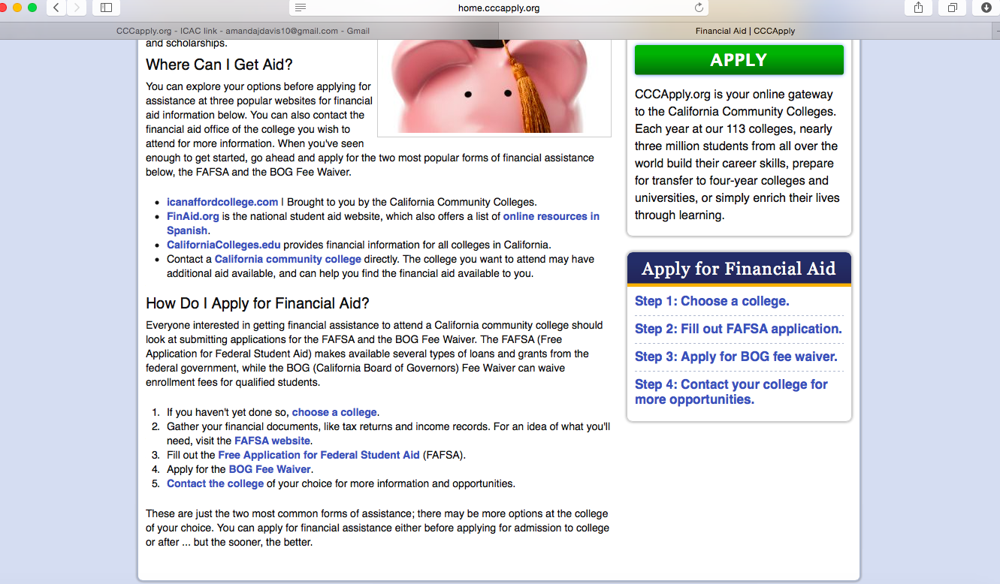 home.cccapply.org
CCCapply.org - ICAC link - amandajdavis10@gmail.com - Gmail
Financial Aid | CCCApply
and scholarships.
Where Can I Get Aid?
You can explore your options before applying for
assistance at three popular websites for financial
aid information below. You can also contact the
financial aid office of the college you wish to
attend for more information. When you've seen
enough to get started, go ahead and apply for the two most popular forms of financial assistance
below, the FAFSA and the BOG Fee Waiver.
• icanaffordcollege.com I Brought to you by the California Community Colleges.
• FinAid.org is the national student aid website, which also offers a list of online resources in
Spanish.
• CaliforniaColleges.edu provides financial information for all colleges in California.
• Contact a California community college directly. The college you want to attend may have
additional aid available, and can help you find the financial aid available to you.
How Do I Apply for Financial Aid?
Everyone interested in getting financial assistance to attend a California community college should
look at submitting applications for the FAFSA and the BOG Fee Waiver. The FAFSA (Free
Application for Federal Student Aid) makes available several types of loans and grants from the
federal government, while the BOG (California Board of Governors) Fee Waiver can waive
enrollment fees for qualified students.
1. If you haven't yet done so, choose a college.
2. Gather your financial documents, like tax returns and income records. For an idea of what you'll
need, visit the FAFSA website.
3. Fill out the Free Application for Federal Student Aid (FAFSA).
4. Apply for the BOG Fee Waiver.
5. Contact the college of your choice for more information and opportunities.
These are just the two most common forms of assistance; there may be more options at the college
of your choice. You can apply for financial assistance either before applying for admission to college
or after ... but the sooner, the better.
APPLY
CCCApply.org is your online gateway
to the California Community Colleges.
Each year at our 113 colleges, nearly
three million students from all over the
world build their career skills, prepare
for transfer to four-year colleges and
universities, or simply enrich their lives
through learning.
Apply for Financial Aid
Step 1: Choose a college.
Step 2: Fill out FAFSA application.
Step 3: Apply for BOG fee waiver.
Step 4: Contact your college for
more opportunities.